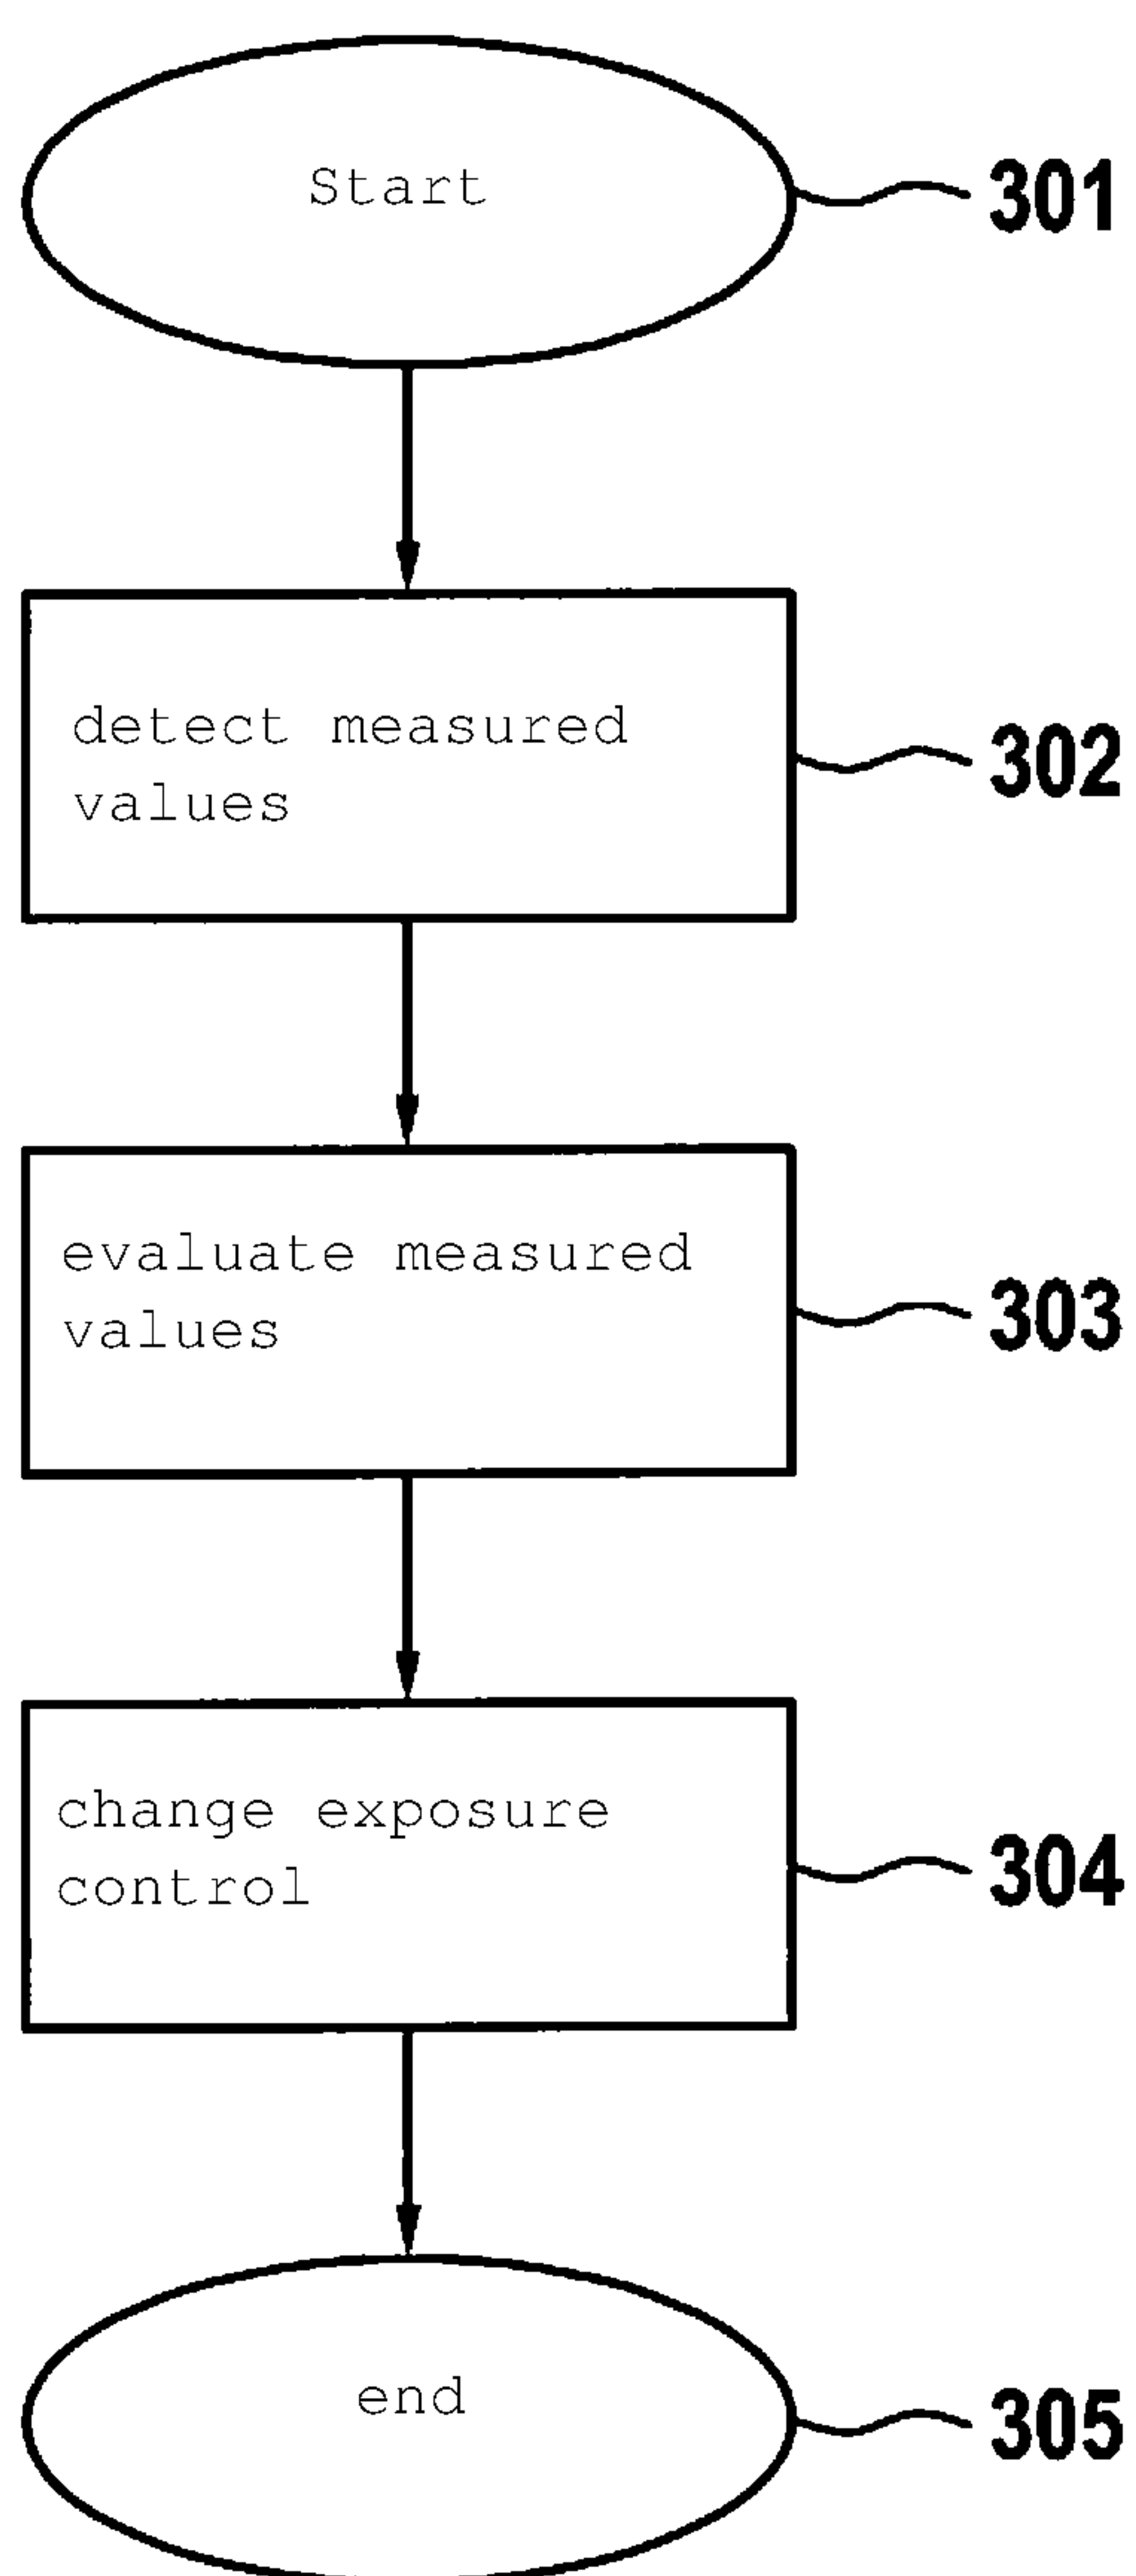 Start
301
detect measured
values
302
evaluate measured
values
303
change exposure
control
304
end
305